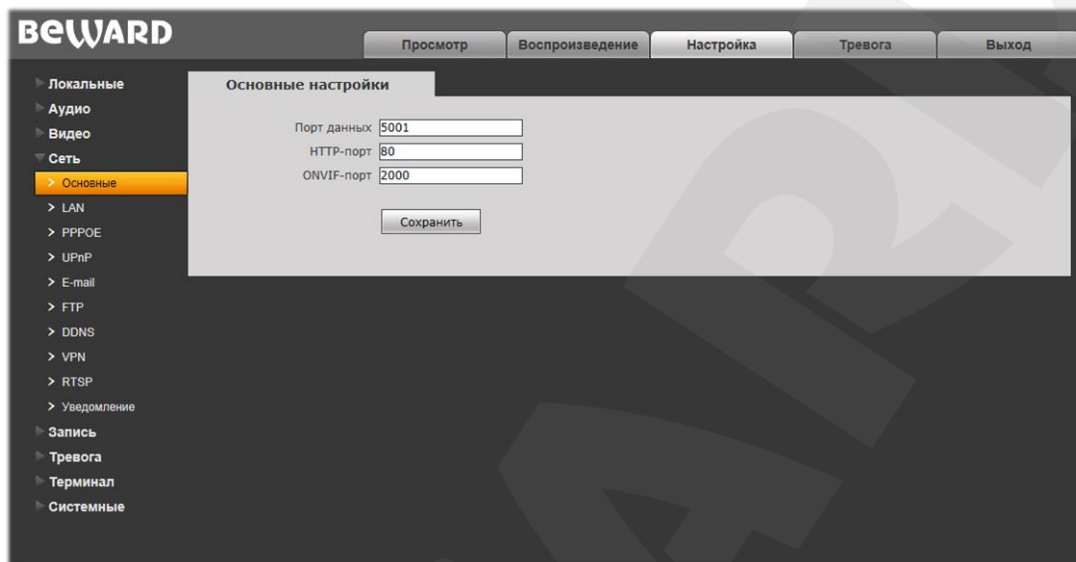 BEWARD
Просмотр Воспроизведение Настройка Тревога Выход
Локальные
Аудио
Видео
Сеть
Основные
LAN
PPPOE
UPnP
E-mail
FTP
DDNS
VPN
RTSP
Уведомление
Запись
Тревога
Терминал
Системные
Основные настройки
Порт данных 5001
HTTP-порт 80
ONVIF-порт 2000
Сохранить